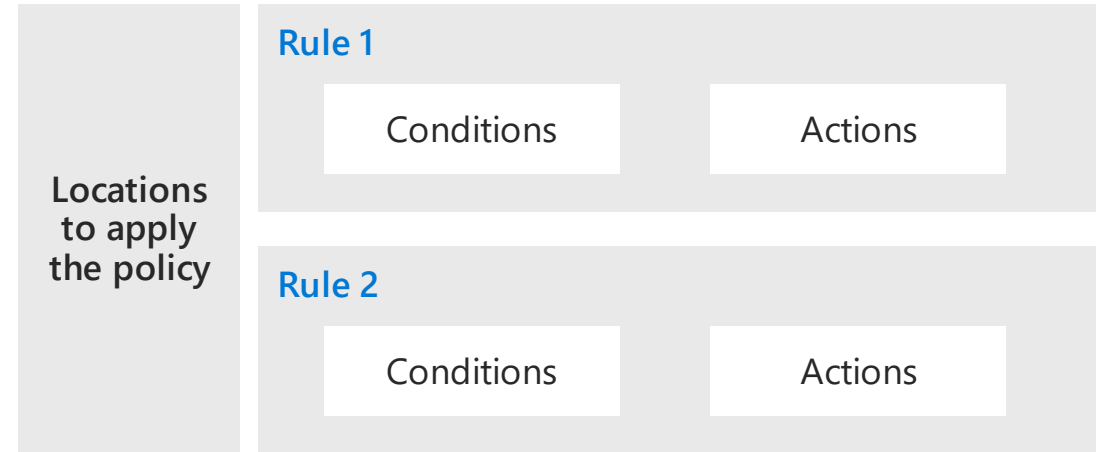 Locations
to apply
the policy
Rule 1
Conditions
Actions
Rule 2
Conditions
Actions